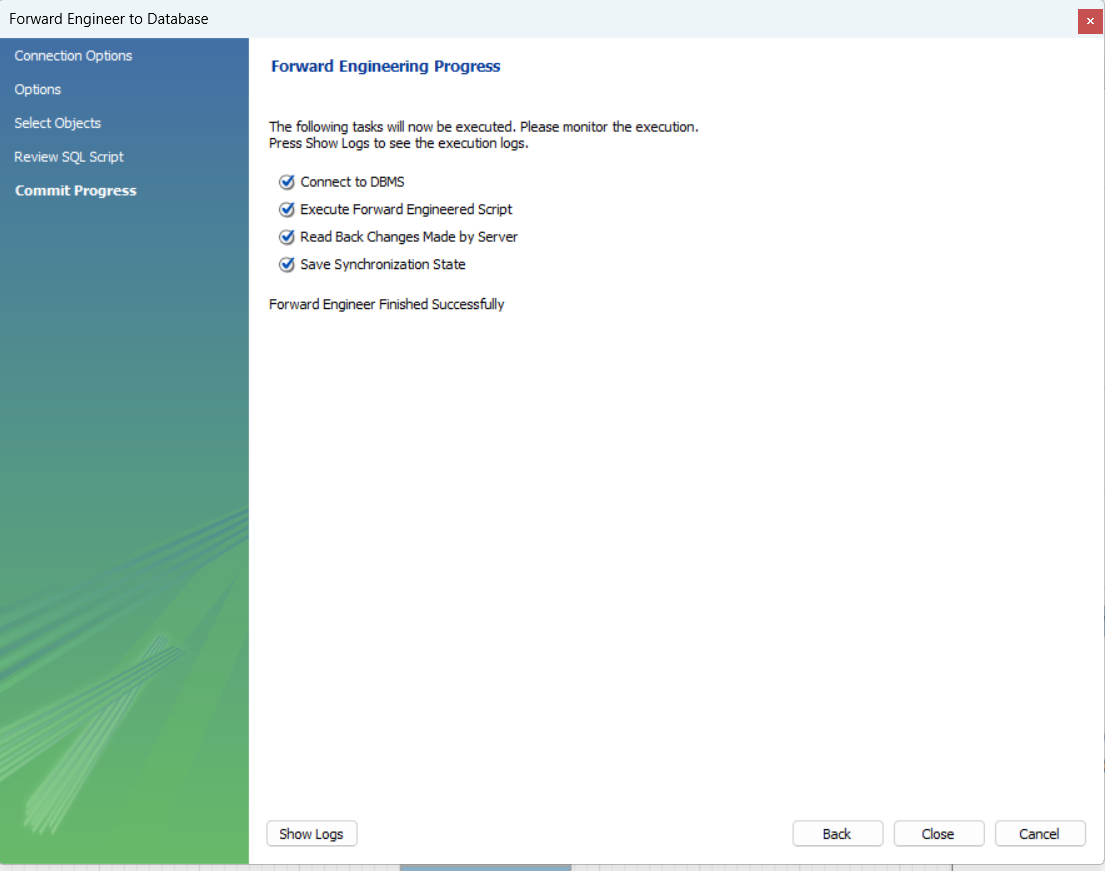 Forward Engineer to Database
Connection Options
Options
Select Objects
Review SQL Script
Commit Progress
Forward Engineering Progress
The following tasks will now be executed. Please monitor the execution.
Press Show Logs to see the execution logs.
Connect to DBMS
Execute Forward Engineered Script
Read Back Changes Made by Server
Save Synchronization State
Forward Engineer Finished Successfully
Show Logs
Back
Close
Cancel